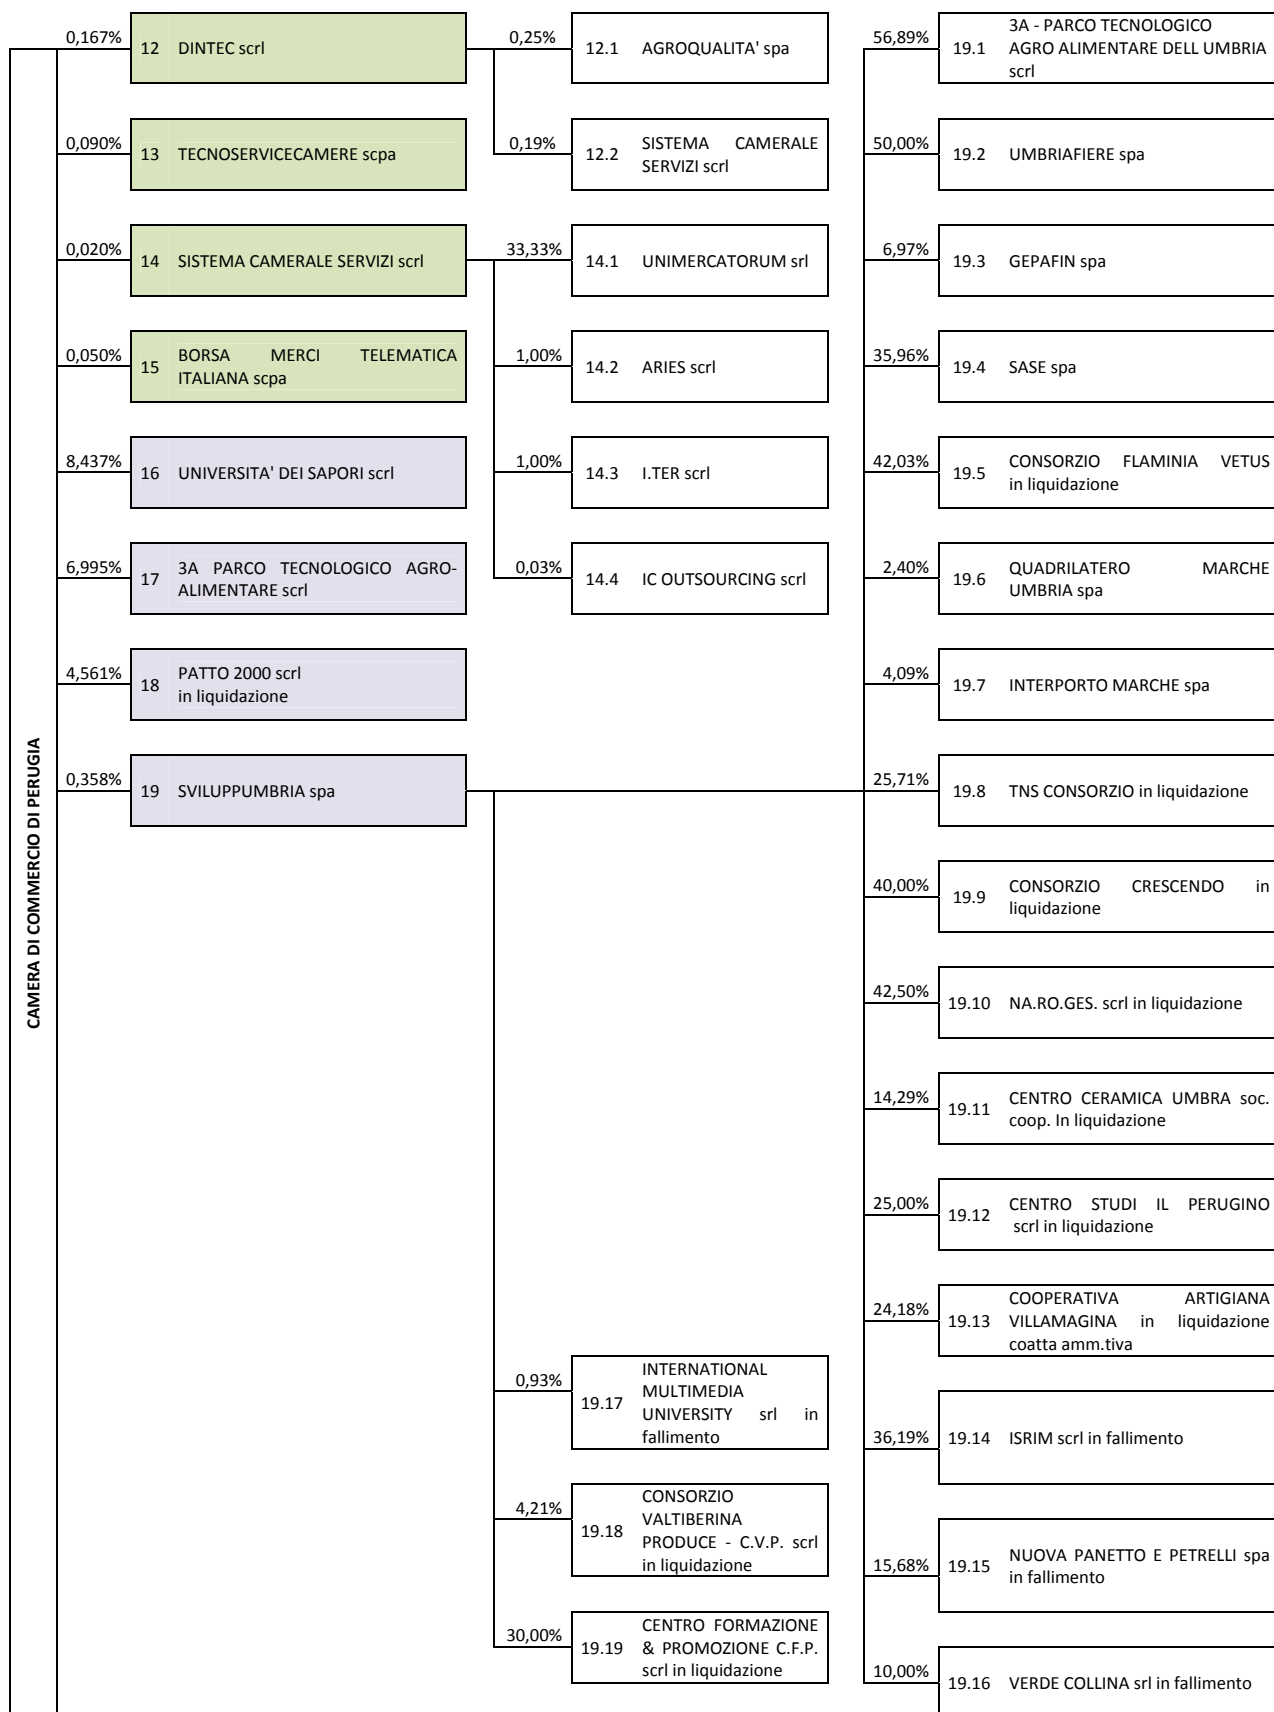 CAMERA DI COMMERCIO DI PERUGIA
0,167%
12 DINTEC scrl
0,090%
13 TECNOSERVICECAMERE scpa
0,020%
14 SISTEMA CAMERALE SERVIZI scrl
0,050%
15 BORSA MERCI TELEMATICA
ITALIANA scpa
8,437%
16 UNIVERSITA' DEI SAPORI scrl
6,995%
17 3A PARCO TECNOLOGICO AGRO-
ALIMENTARE scrl
4,561%
18 PATTO 2000 scrl
in liquidazione
0,358%
19 SVILUPPUMBRIA spa
0,25%
12.1 AGROQUALITA' spa
0,19%
12.2 SISTEMA CAMERALE
SERVIZI scrl
33,33%
14.1 UNIMERCATORUM srl
1,00%
14.2 ARIES scrl
1,00%
14.3 I.TER scrl
0,03%
14.4 IC OUTSOURCING scrl
56,89%
19.1 3A - PARCO TECNOLOGICO
AGRO ALIMENTARE DELL UMBRIA
scrl
50,00%
19.2 UMBRIAFIERE spa
6,97%
19.3 GEPAFIN spa
35,96%
19.4 SASE spa
42,03%
19.5 CONSORZIO FLAMINIA VETUS
in liquidazione
2,40%
19.6 QUADRILATERO MARCHE
UMBRIA spa
4,09%
19.7 INTERPORTO MARCHE spa
25,71%
19.8 TNS CONSORZIO in liquidazione
40,00%
19.9 CONSORZIO CRESCENDO in
liquidazione
42,50%
19.10 NA.RO.GES. scrl in liquidazione
14,29%
19.11 CENTRO CERAMICA UMBRA soc.
coop. In liquidazione
25,00%
19.12 CENTRO STUDI IL PERUGINO
scrl in liquidazione
24,18%
19.13 COOPERATIVA ARTIGIANA
VILLAMAGINA in liquidazione
coatta amm.tiva
36,19%
19.14 ISRIM scrl in fallimento
15,68%
19.15 NUOVA PANETTO E PETRELLI spa
in fallimento
10,00%
19.16 VERDE COLLINA srl in fallimento
0,93%
19.17 INTERNATIONAL
MULTIMEDIA
UNIVERSITY srl in
fallimento
4,21%
19.18 CONSORZIO
VALTIBERINA
PRODUCE - C.V.P. scrl
in liquidazione
30,00%
19.19 CENTRO FORMAZIONE
& PROMOZIONE C.F.P.
scrl in liquidazione